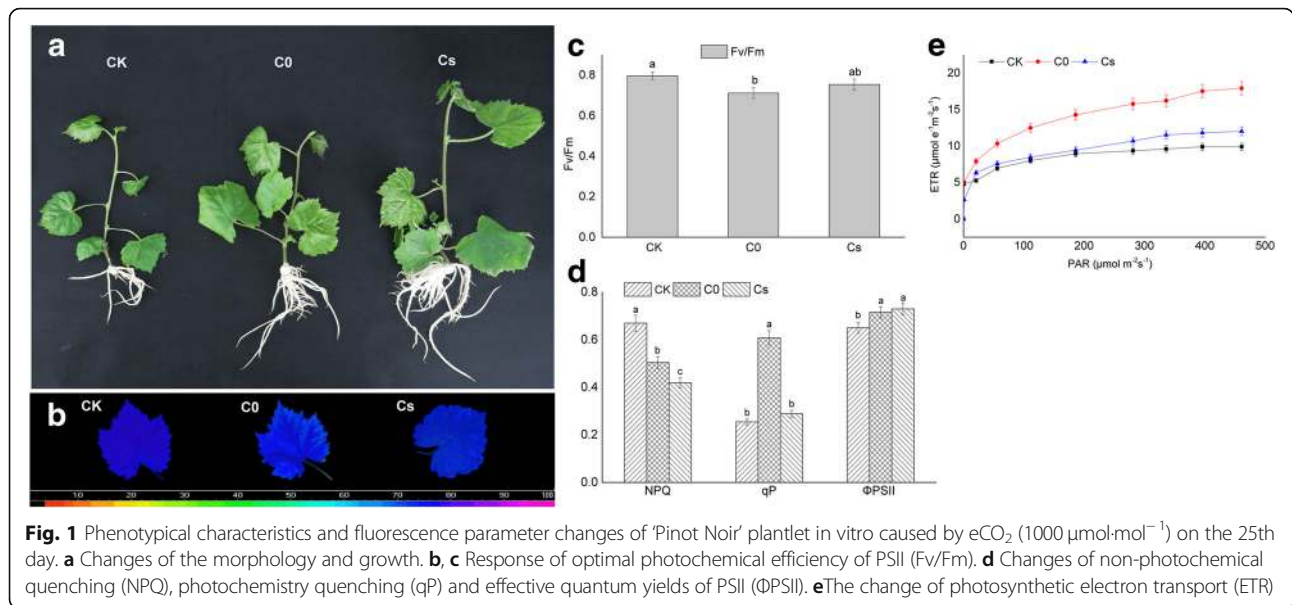 a
CK
C0
Cs
b
CK
C0
Cs
10 20 30 40 50 60 70 80 90 100
c
Fv/Fm
Fv/Fm
0.8
0.6
0.4
0.2
0.0
a
b
ab
CK
C0
Cs
d
CK C0 Cs
0.8
0.6
0.4
0.2
0.0
a
b
c
b
a
b
b
a
a
NPQ
qP
ΦPSII
e
CK C0 Cs
ETR (μmol e⁻¹m⁻²s⁻¹)
20
15
10
5
0
0 100 200 300 400 500
PAR (μmol m⁻²s⁻¹)
Fig. 1 Phenotypical characteristics and fluorescence parameter changes of ‘Pinot Noir’ plantlet in vitro caused by eCO₂ (1000 μmol·mol⁻¹) on the 25th
day. a Changes of the morphology and growth. b, c Response of optimal photochemical efficiency of PSII (Fv/Fm). d Changes of non-photochemical
quenching (NPQ), photochemistry quenching (qP) and effective quantum yields of PSII (ΦPSII). eThe change of photosynthetic electron transport (ETR)